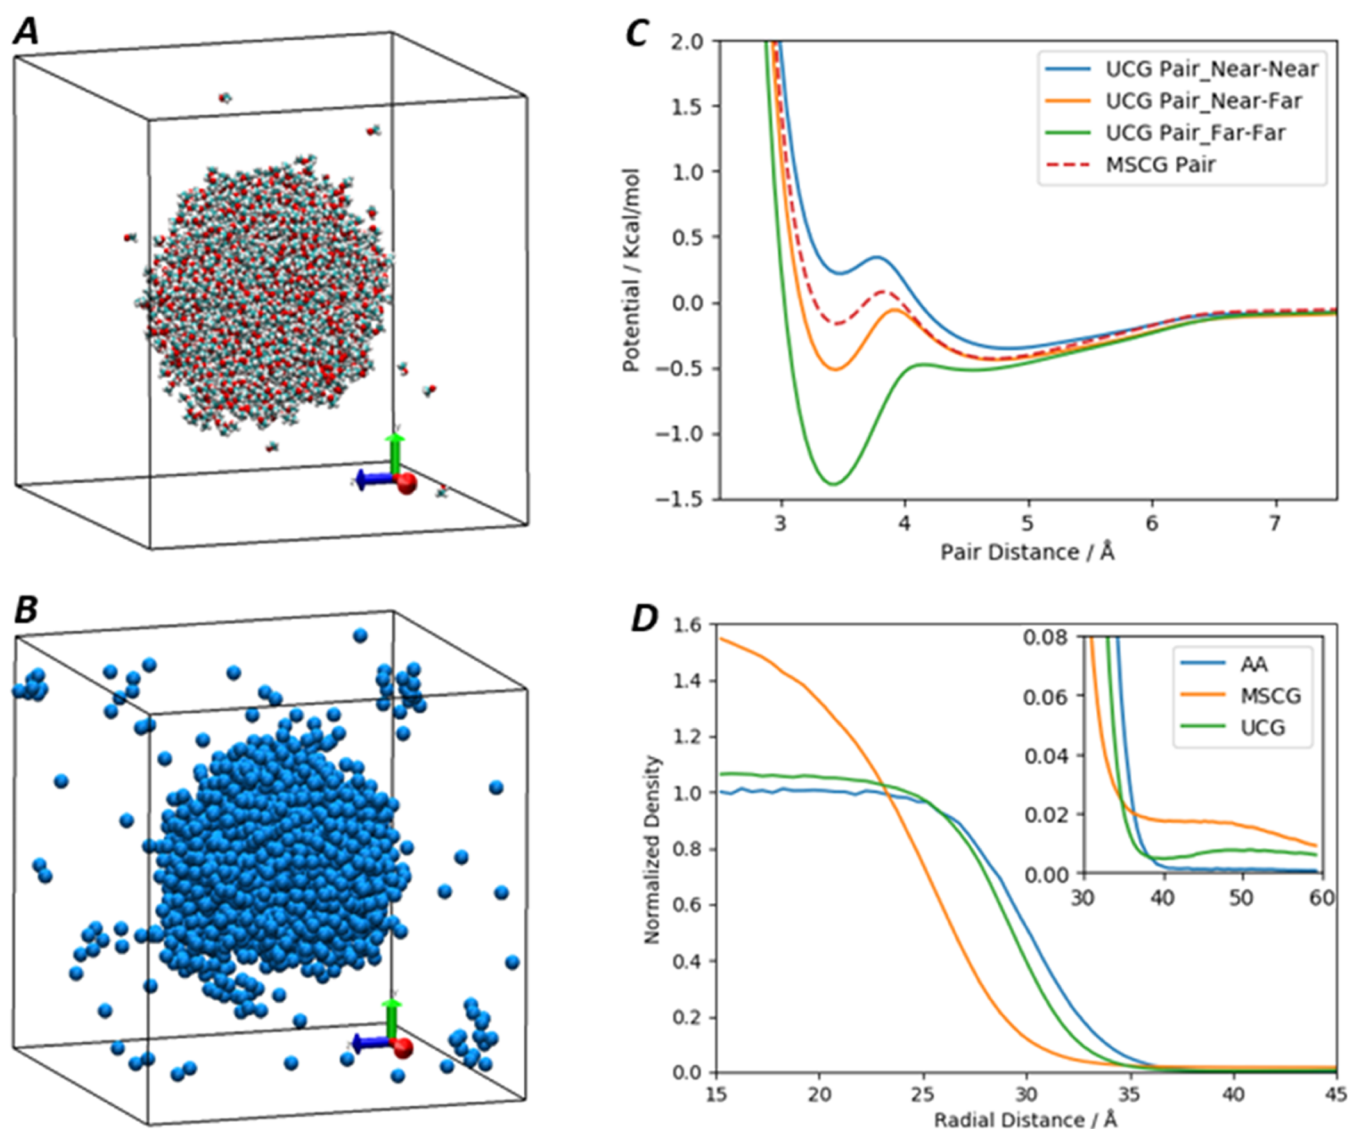 A
B
C
2.0
1.5
1.0
0.5
0.0
−0.5
−1.0
−1.5
Potential / Kcal/mol
UCG Pair_Near-Near
UCG Pair_Near-Far
UCG Pair_Far-Far
MSCG Pair
3 4 5 6 7
Pair Distance / Å
D
1.6
1.4
1.2
1.0
0.8
0.6
0.4
0.2
0.0
Normalized Density
0.08
0.06
0.04
0.02
0.00
30 40 50 60
AA
MSCG
UCG
15 20 25 30 35 40 45
Radial Distance / Å